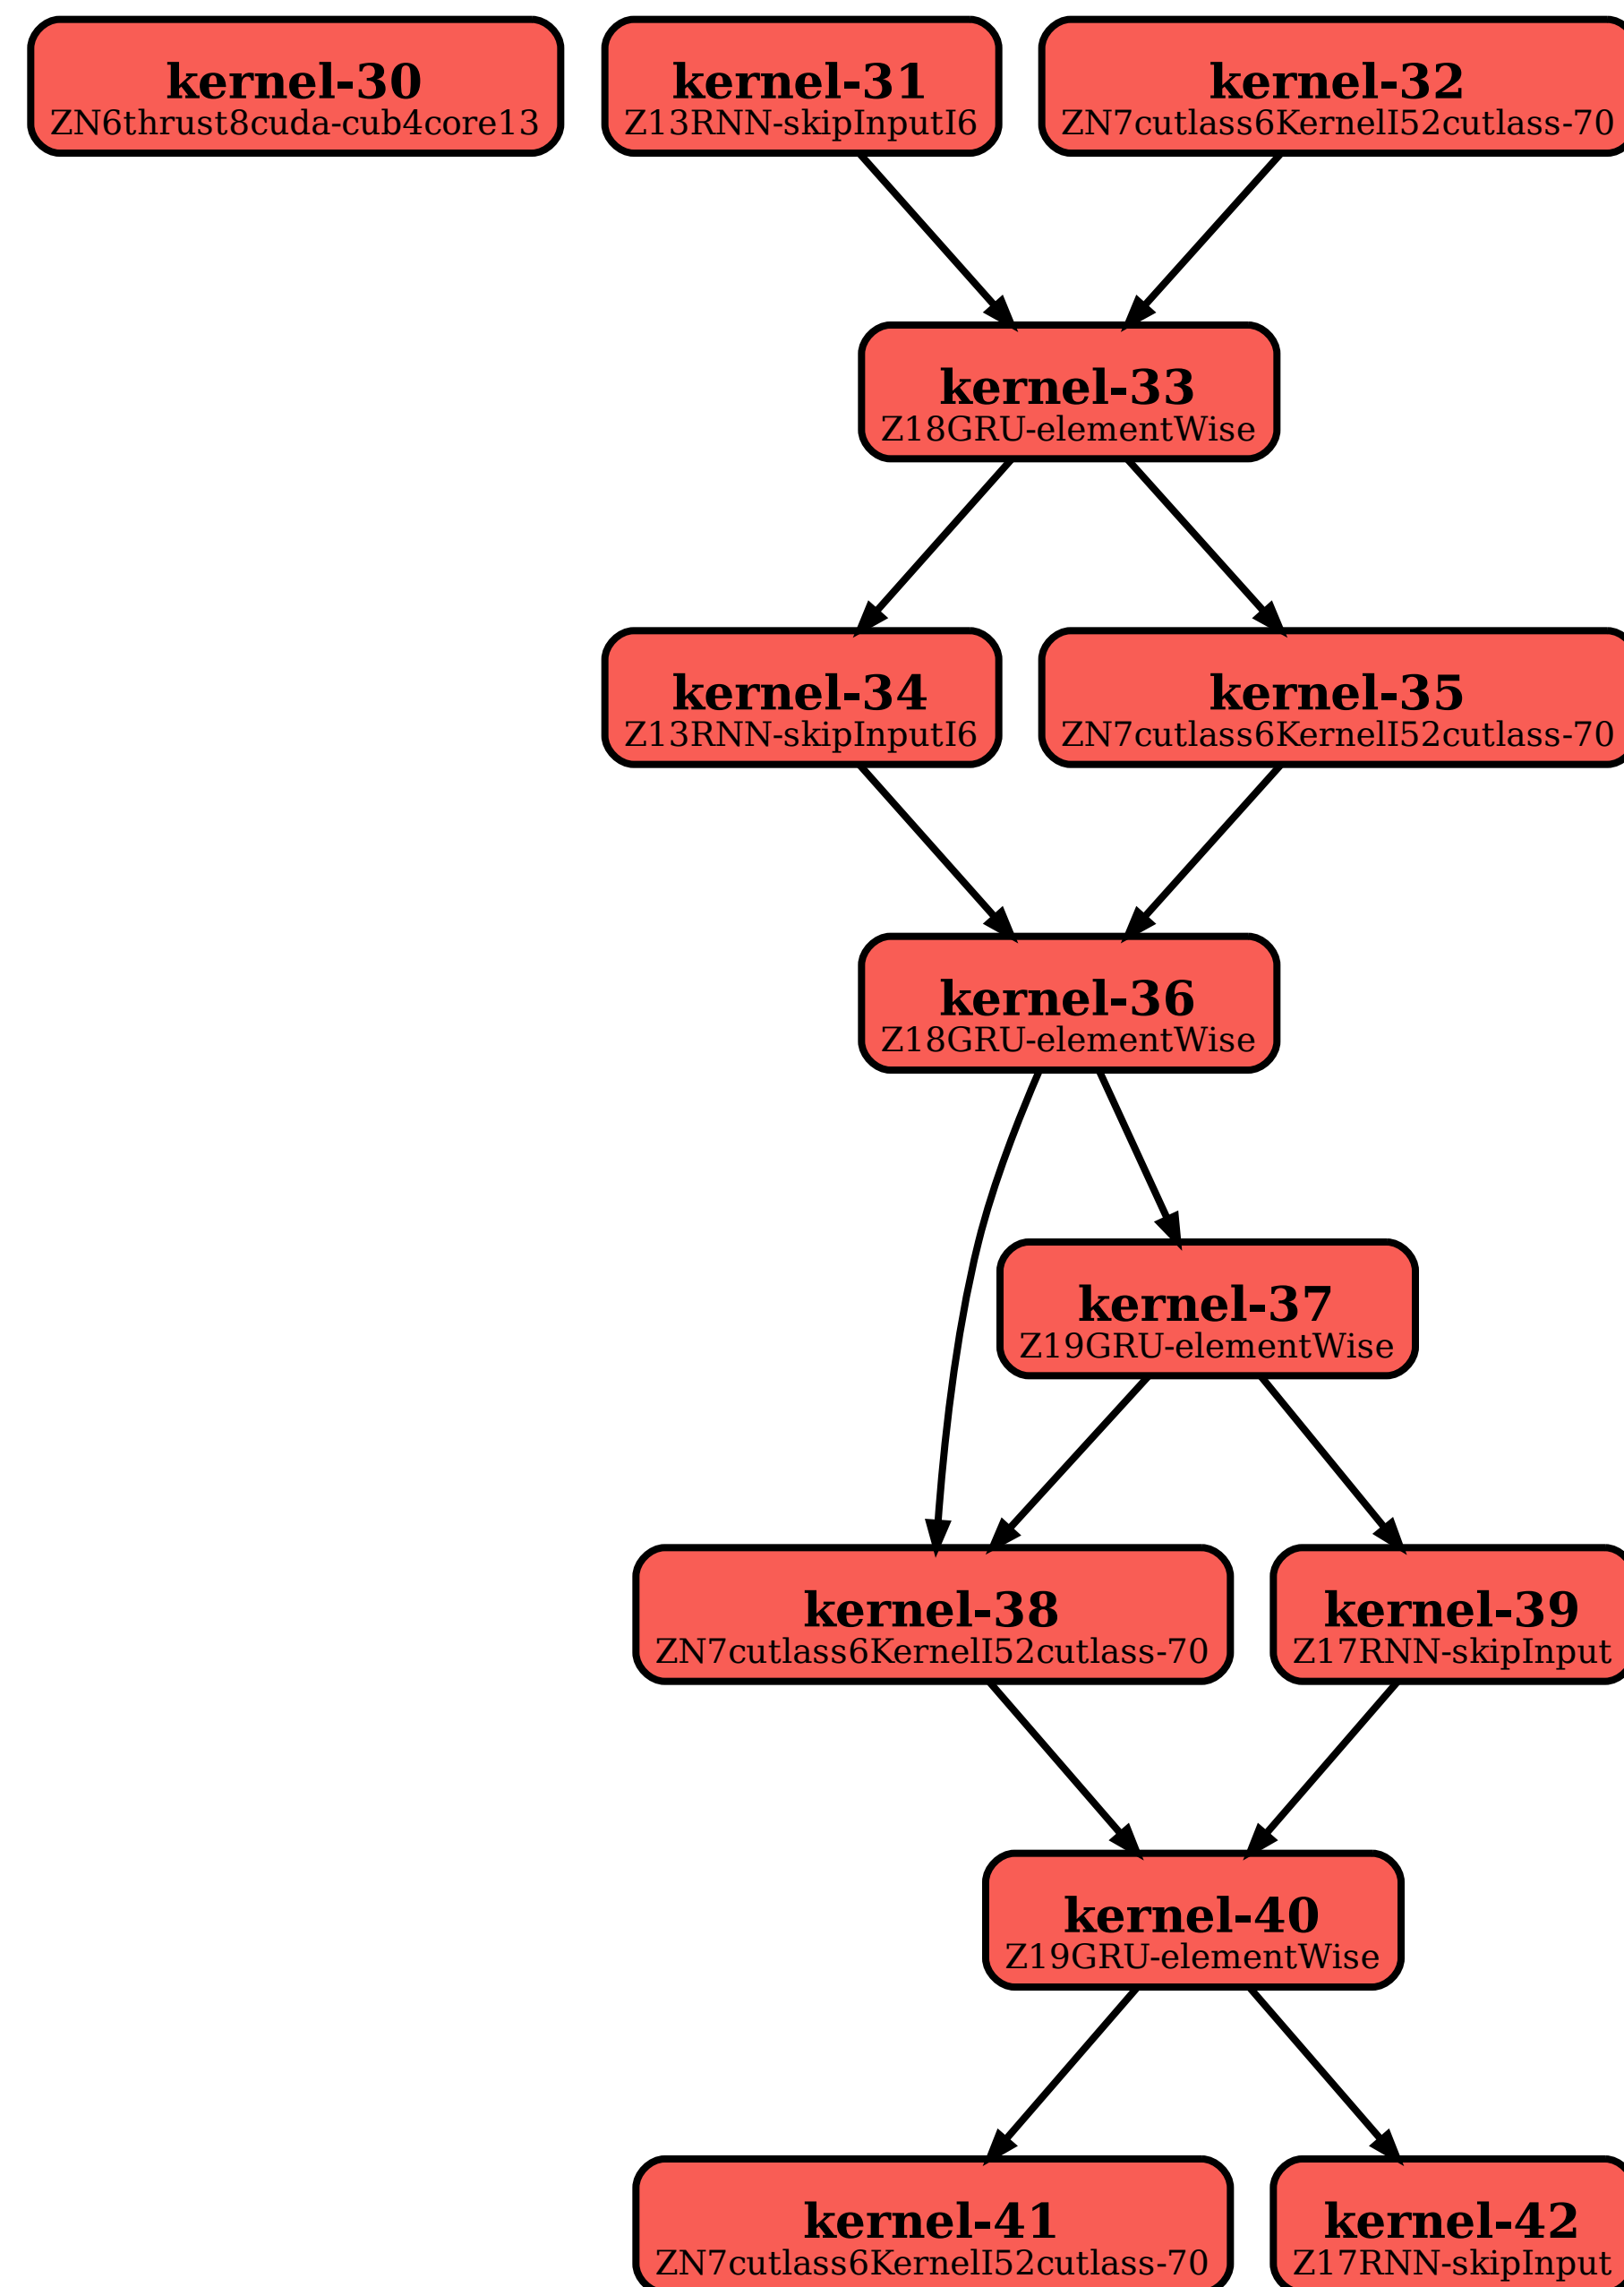 kernel-30
ZN6thrust8cuda-cub4core13
kernel-31
Z13RNN-skipInputI6
kernel-32
ZN7cutlass6KernelI52cutlass-70
kernel-33
Z18GRU-elementWise
kernel-34
Z13RNN-skipInputI6
kernel-35
ZN7cutlass6KernelI52cutlass-70
kernel-36
Z18GRU-elementWise
kernel-37
Z19GRU-elementWise
kernel-38
ZN7cutlass6KernelI52cutlass-70
kernel-39
Z17RNN-skipInput
kernel-40
Z19GRU-elementWise
kernel-41
ZN7cutlass6KernelI52cutlass-70
kernel-42
Z17RNN-skipInput